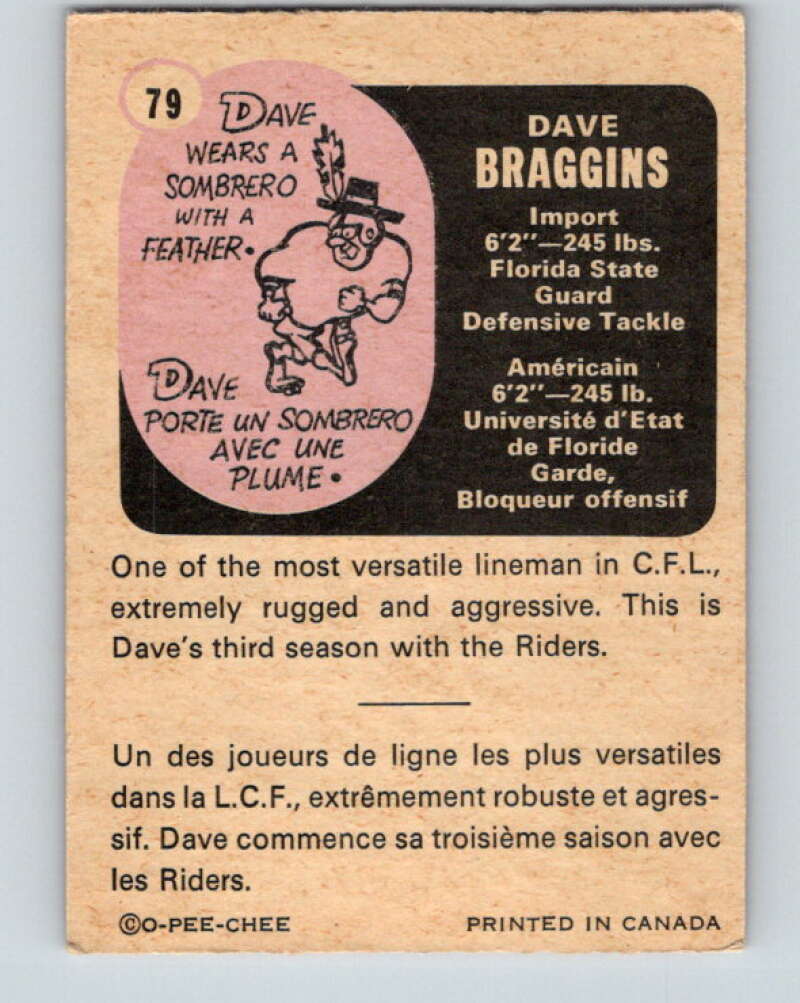 79
DAVE
WEARS A
SOMBRERO
WITH A
FEATHER.
DAVE
PORTE UN SOMBRERO
AVEC UNE
PLUME.
DAVE
BRAGGINS
Import
6'2"—245 lbs.
Florida State
Guard
Defensive Tackle
Américain
6'2"—245 lb.
Université d'Etat
de Floride
Garde,
Bloqueur offensif
One of the most versatile lineman in C.F.L.,
extremely rugged and aggressive. This is
Dave's third season with the Riders.
Un des joueurs de ligne les plus versatiles
dans la L.C.F., extrêmement robuste et agres-
sif. Dave commence sa troisième saison avec
les Riders.
©O-PEE-CHEE
PRINTED IN CANADA